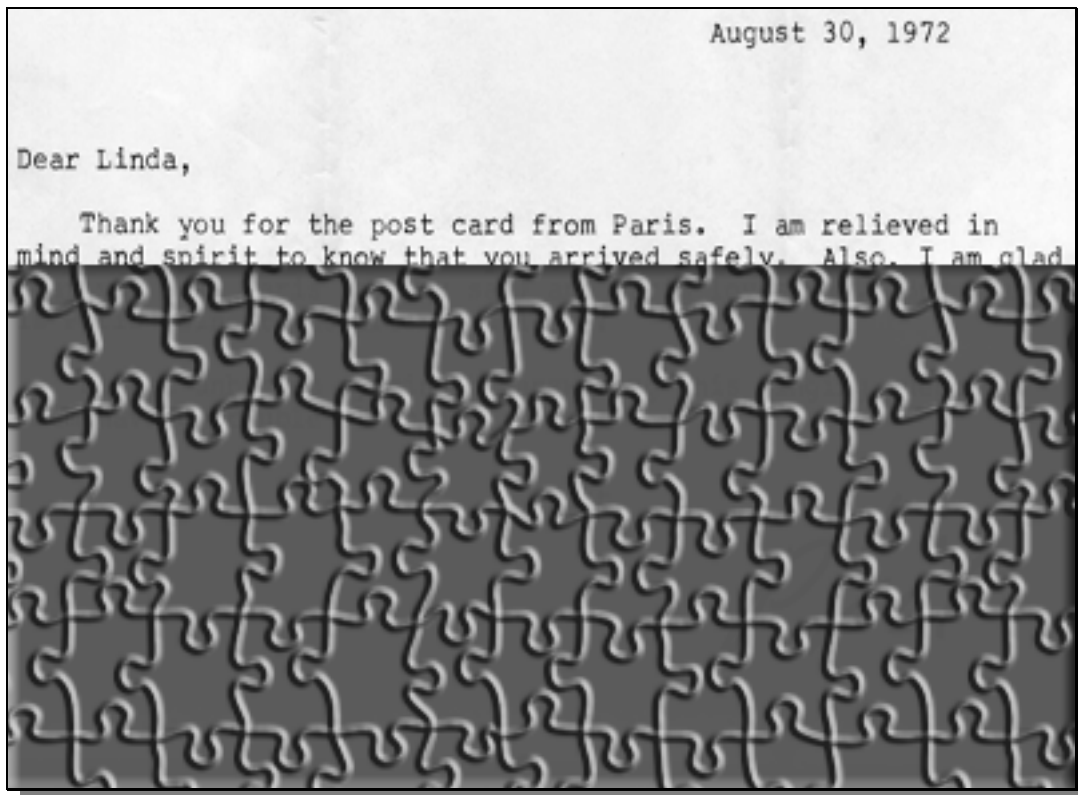 August 30, 1972
Dear Linda,
Thank you for the post card from Paris. I am relieved in
mind and spirit to know that you arrived safely. Also, I am glad